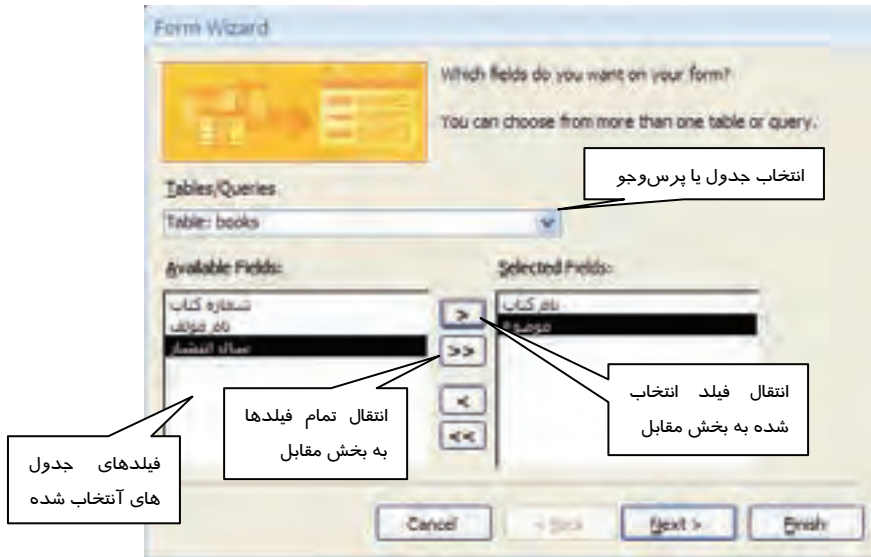 Form Wizard
Which fields do you want on your form?
You can choose from more than one table or query.
انتخاب جدول یا پرس‌وجو
Tables/Queries
Table: books
Available Fields:
Selected Fields:
شماره کتاب
نام مولف
سال انتشار
نام کتاب
موضوع
>
>>
<
<<
انتقال فیلد انتخاب
شده به بخش مقابل
انتقال تمام فیلدها
به بخش مقابل
فیلدهای جدول
های آنتخاب شده
Cancel
< Back
Next >
Finish